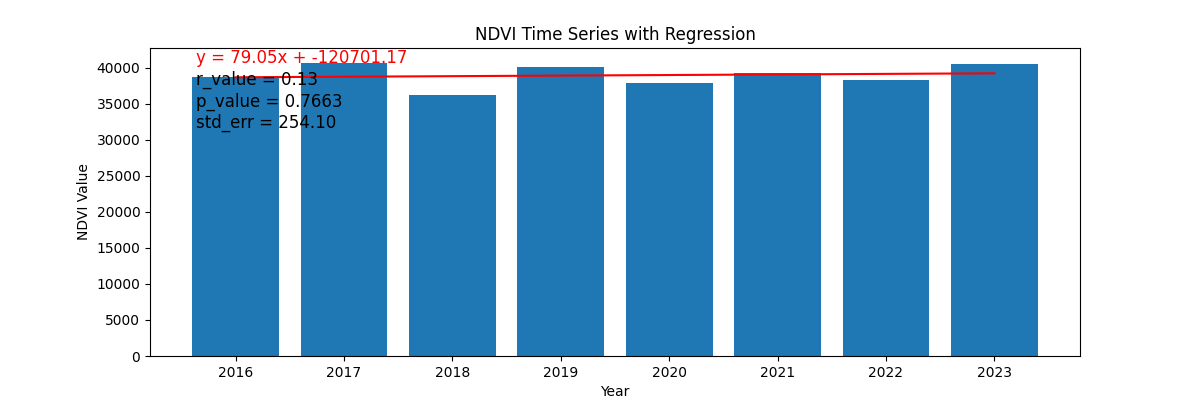 NDVI Time Series with Regression
y = 79.05x + -120701.17
r_value = 0.13
p_value = 0.7663
std_err = 254.10
40000
35000
30000
25000
20000
15000
10000
5000
0
NDVI Value
2016 2017 2018 2019 2020 2021 2022 2023
Year